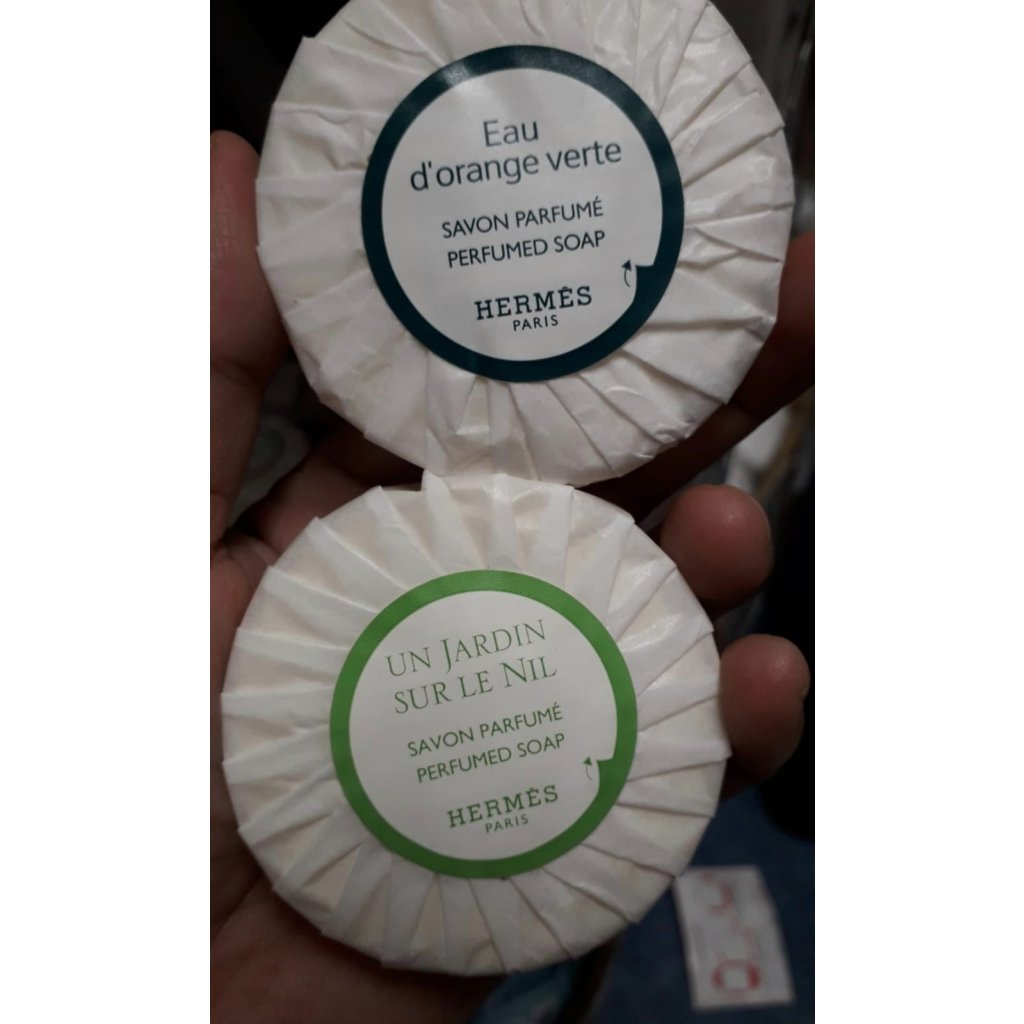 Eau
d'orange verte
SAVON PARFUMÉ
PERFUMED SOAP
HERMÈS
PARIS
UN JARDIN
SUR LE NIL
SAVON PARFUMÉ
PERFUMED SOAP
HERMÈS
PARIS